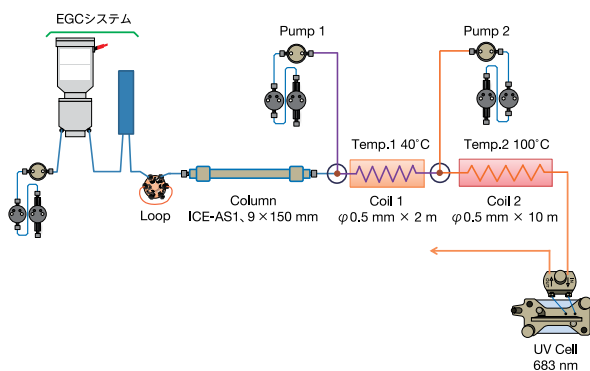 EGCシステム
Pump 1
Pump 2
Temp.1 40˚C
Temp.2 100˚C
Loop
Column
ICE-AS1、9 × 150 mm
Coil 1
φ0.5 mm × 2 m
Coil 2
φ0.5 mm × 10 m
UV Cell
683 nm